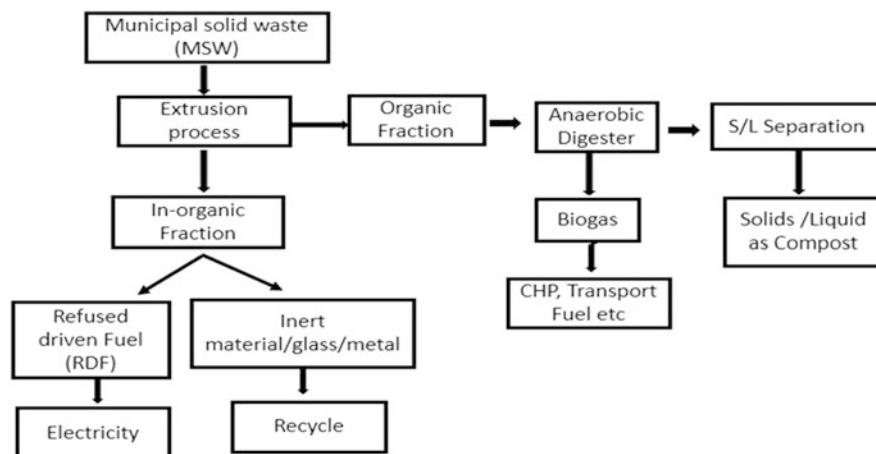 Municipal solid waste
(MSW)
Extrusion
process
Organic
Fraction
Anaerobic
Digester
S/L Separation
In-organic
Fraction
Biogas
Solids /Liquid
as Compost
CHP, Transport
Fuel etc
Refused
driven Fuel
(RDF)
Inert
material/glass/metal
Electricity
Recycle